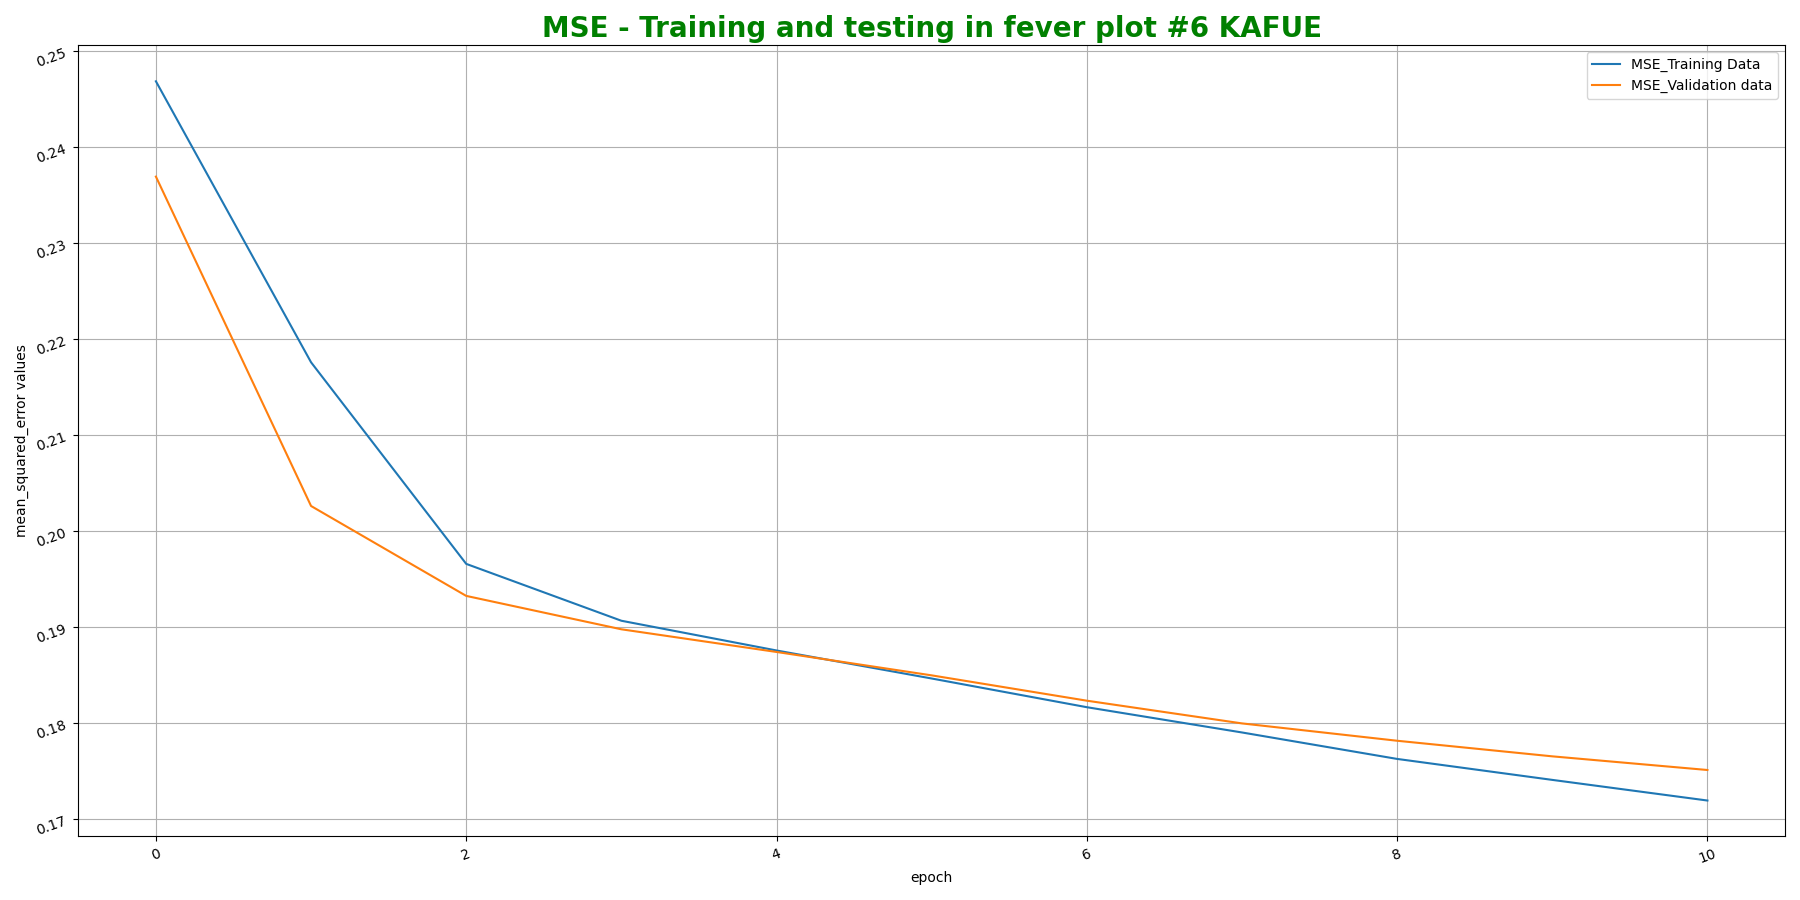 MSE - Training and testing in fever plot #6 KAFUE
MSE_Training Data
MSE_Validation data
mean_squared_error values
0.25
0.24
0.23
0.22
0.21
0.20
0.19
0.18
0.17
0 2 4 6 8 10
epoch